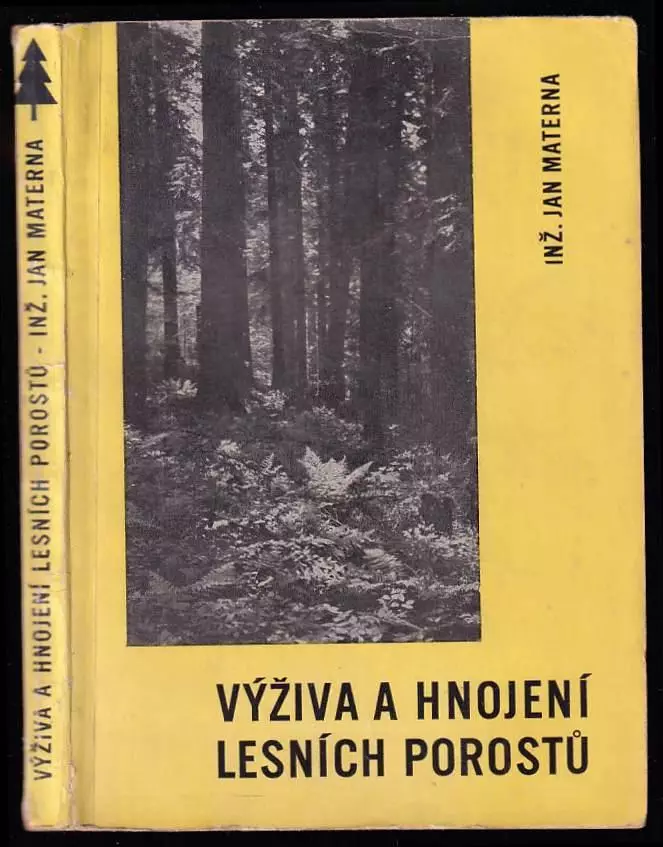 VÝŽIVA A HNOJENÍ LESNÍCH POROSTŮ - INŽ. JAN MATERNA
INŽ. JAN MATERNA
VÝŽIVA A HNOJENÍ
LESNÍCH POROSTŮ